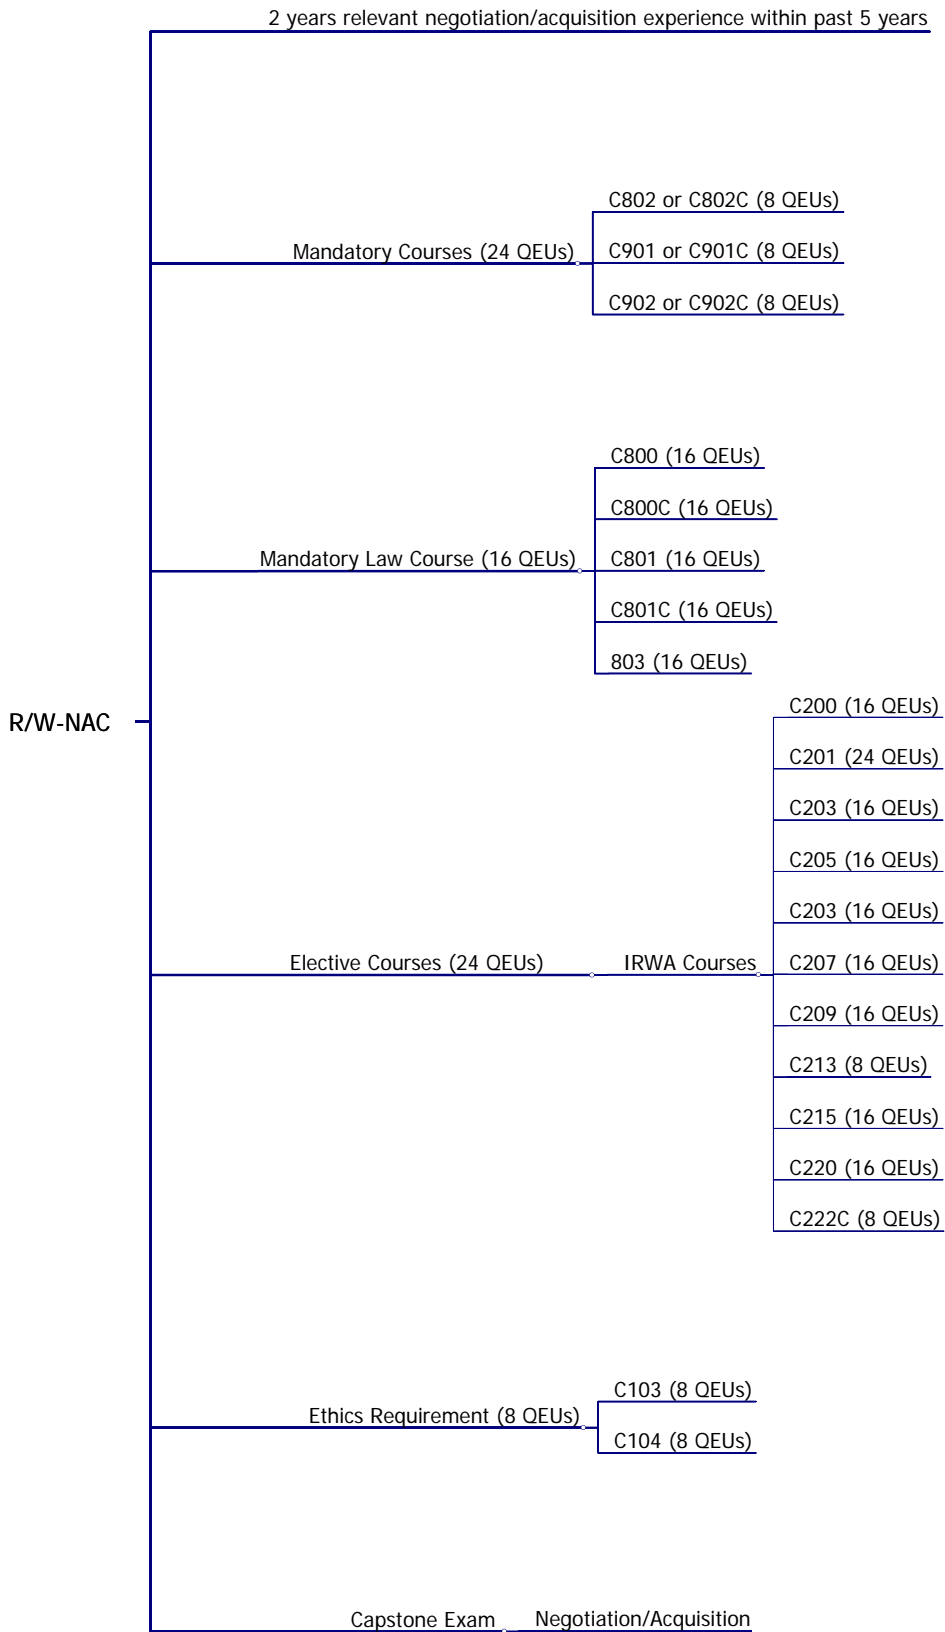 2 years relevant negotiation/acquisition experience within past 5 years
C802 or C802C (8 QEUs)
Mandatory Courses (24 QEUs)
C901 or C901C (8 QEUs)
C902 or C902C (8 QEUs)
C800 (16 QEUs)
C800C (16 QEUs)
Mandatory Law Course (16 QEUs)
C801 (16 QEUs)
C801C (16 QEUs)
803 (16 QEUs)
R/W-NAC
C200 (16 QEUs)
C201 (24 QEUs)
C203 (16 QEUs)
C205 (16 QEUs)
C203 (16 QEUs)
Elective Courses (24 QEUs)
IRWA Courses
C207 (16 QEUs)
C209 (16 QEUs)
C213 (8 QEUs)
C215 (16 QEUs)
C220 (16 QEUs)
C222C (8 QEUs)
C103 (8 QEUs)
Ethics Requirement (8 QEUs)
C104 (8 QEUs)
Capstone Exam
Negotiation/Acquisition